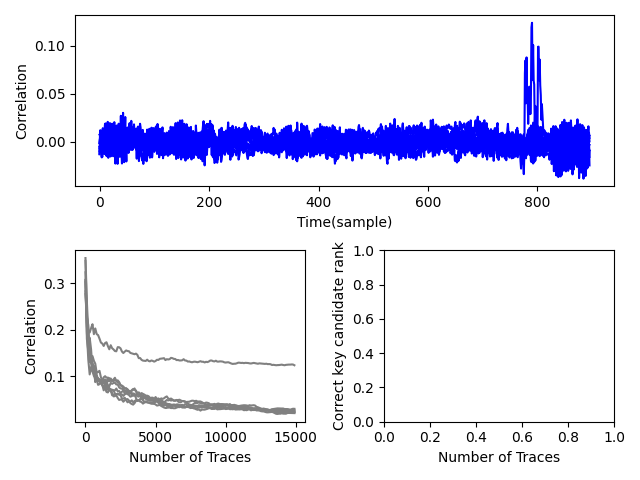 0.10
0.05
0.00
Correlation
0 200 400 600 800
Time(sample)
0.3
0.2
0.1
Correlation
0 5000 10000 15000
Number of Traces
1.0
0.8
0.6
0.4
0.2
0.0
Correct key candidate rank
0.0 0.2 0.4 0.6 0.8 1.0
Number of Traces